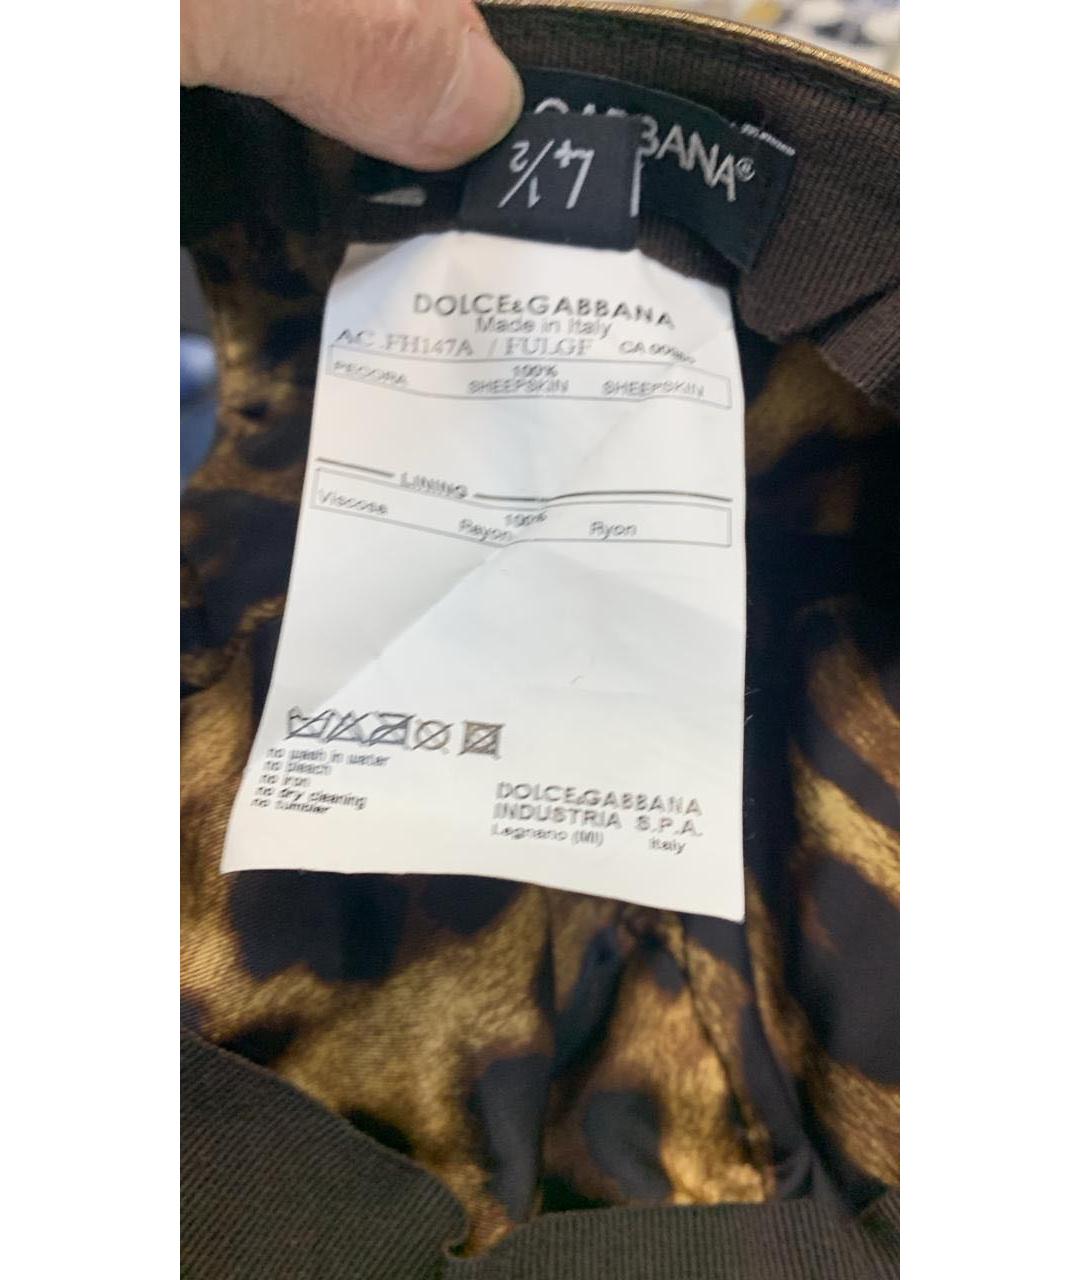 GABBANA®
4 1/2
DOLCE&GABBANA
Made in Italy
AC FH147A / FULGF
PECORA 100% SHEEPSKIN SHEEPSKIN
LINING
Viscose 100% Rayon Ryon
no wash in water
no bleach
no iron
no dry cleaning
no tumbler
DOLCE&GABBANA
INDUSTRIA S.P.A.
Legnano (MI) Italy